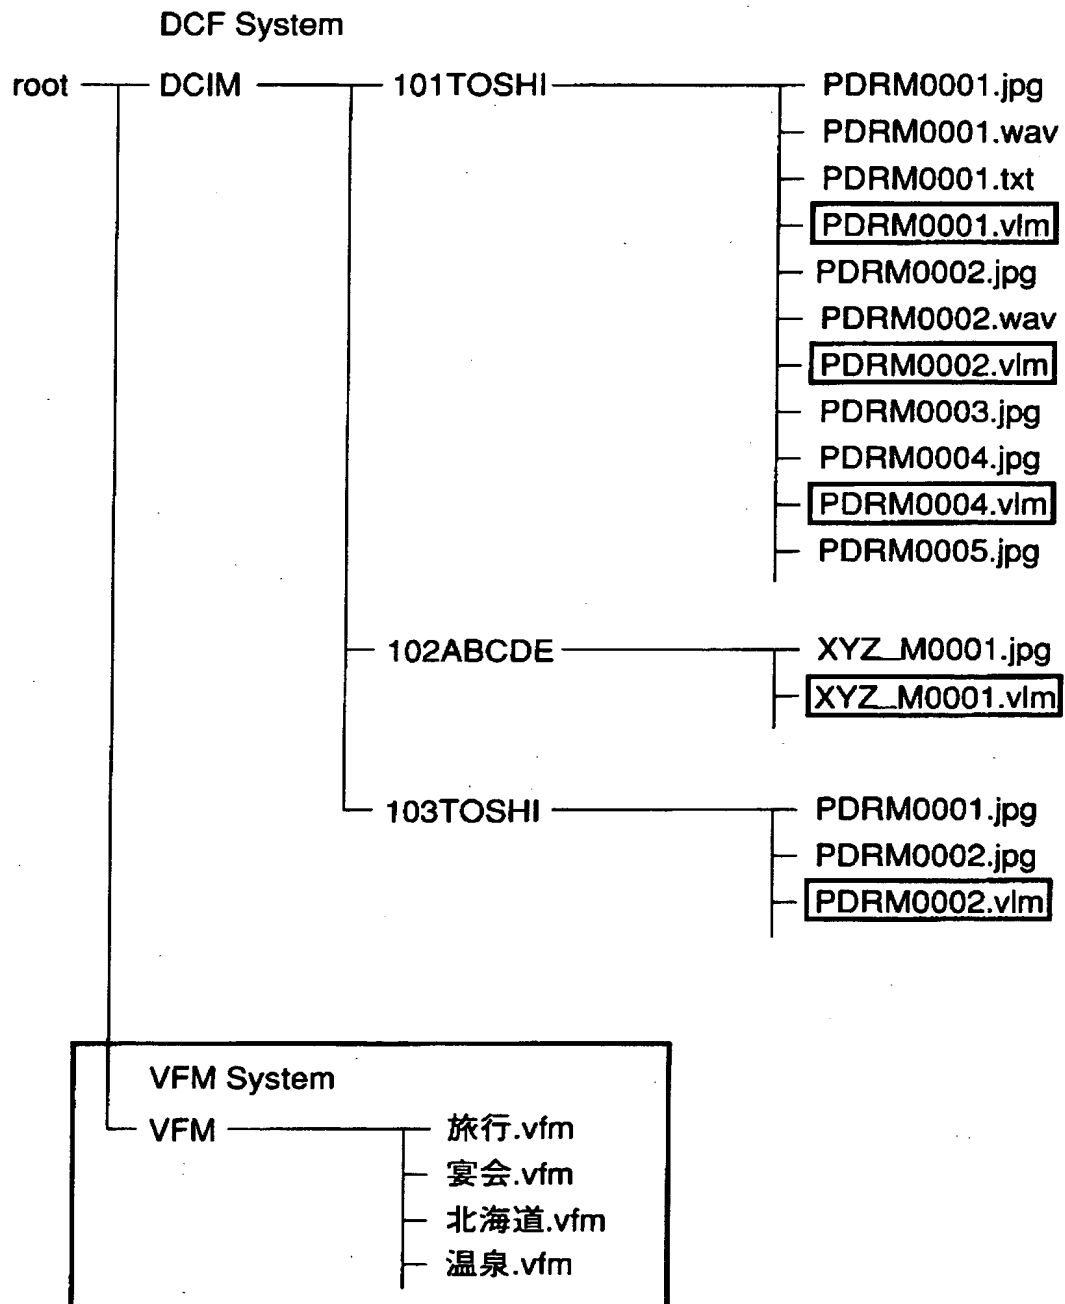 DCF System
root DCIM 101TOSHI PDRM0001.jpg
PDRM0001.wav
PDRM0001.txt
PDRM0001.vlm
PDRM0002.jpg
PDRM0002.wav
PDRM0002.vlm
PDRM0003.jpg
PDRM0004.jpg
PDRM0004.vlm
PDRM0005.jpg
102ABCDE XYZ_M0001.jpg
XYZ_M0001.vlm
103TOSHI PDRM0001.jpg
PDRM0002.jpg
PDRM0002.vlm
VFM System
VFM 旅行.vfm
宴会.vfm
北海道.vfm
温泉.vfm